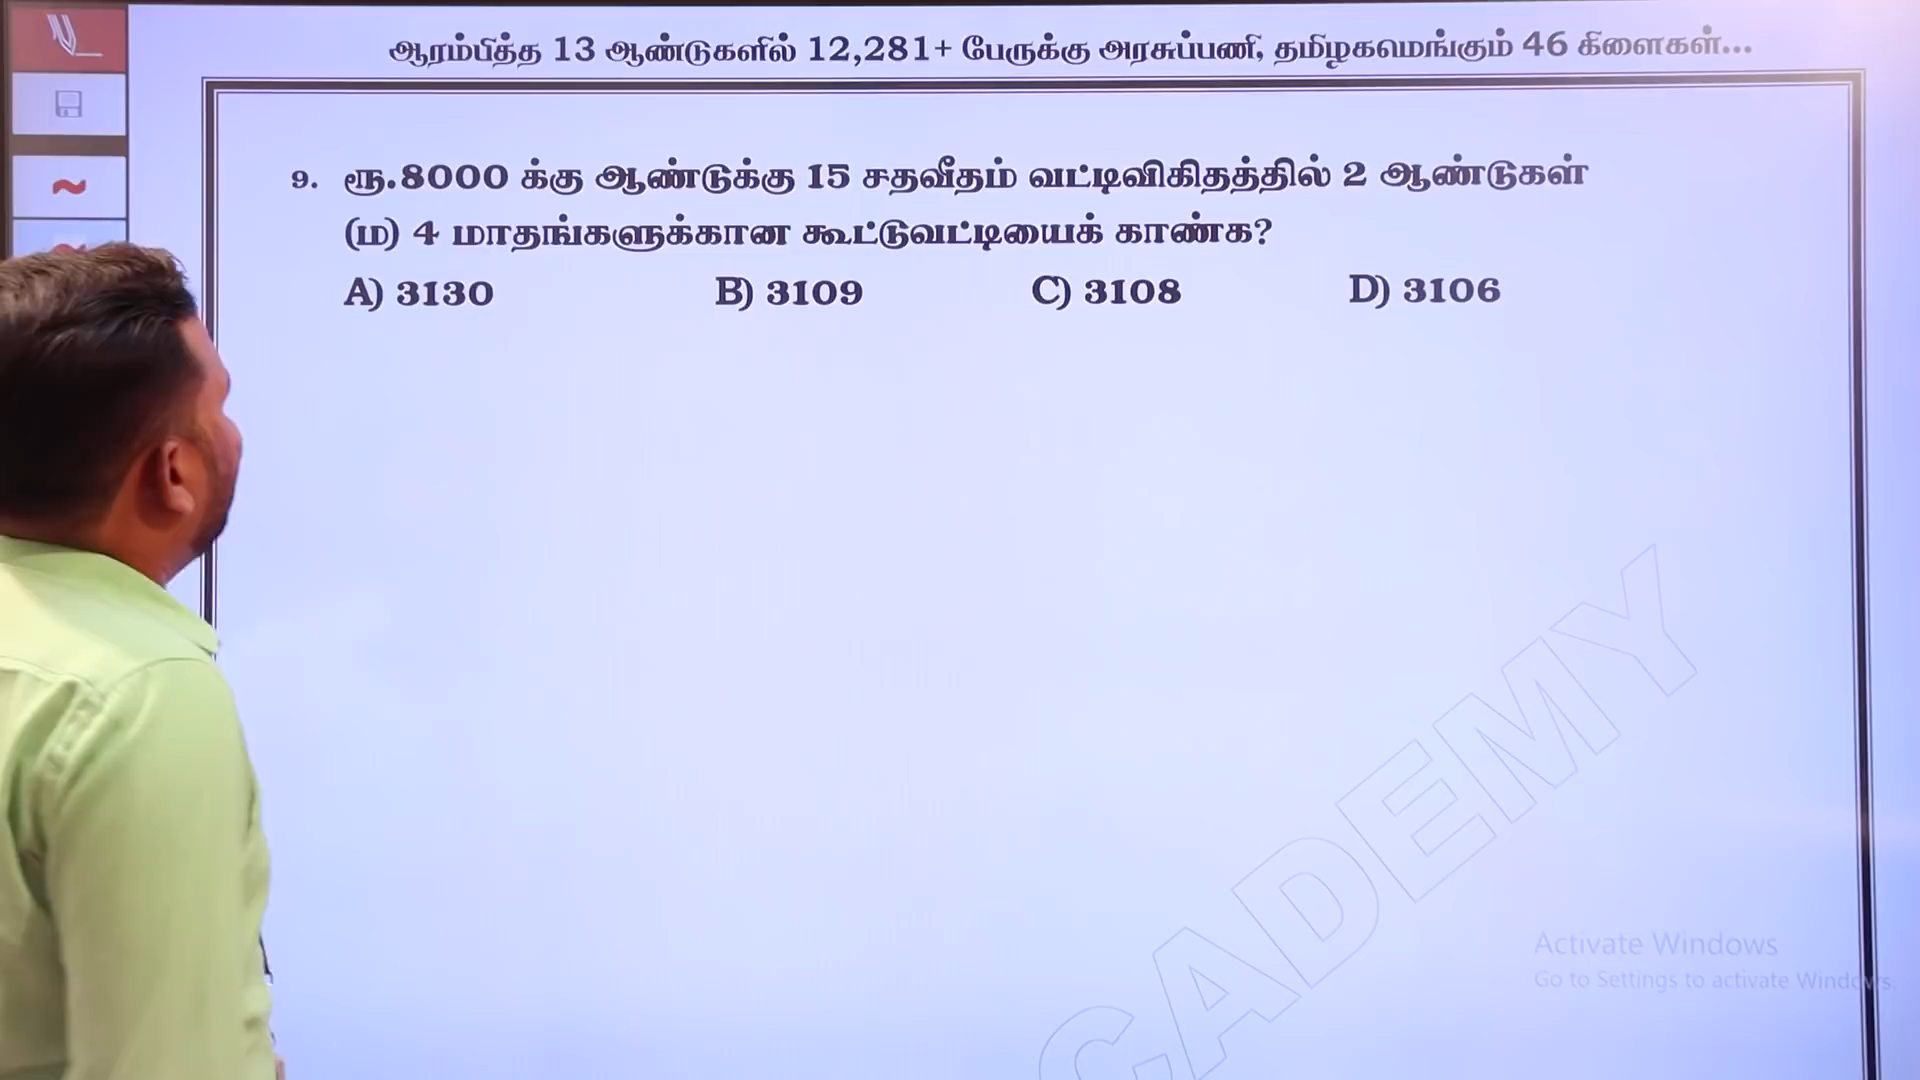 ஆரம்பித்த 13 ஆண்டுகளில் 12,281+ பேருக்கு அரசுப்பணி, தமிழகமெங்கும் 46 கிளைகள்...
9. ரூ.8000 க்கு ஆண்டுக்கு 15 சதவீதம் வட்டிவிகிதத்தில் 2 ஆண்டுகள்
(ம) 4 மாதங்களுக்கான கூட்டுவட்டியைக் காண்க?
A) 3130 B) 3109 C) 3108 D) 3106
CADEMY
Activate Windows
Go to Settings to activate Windows.